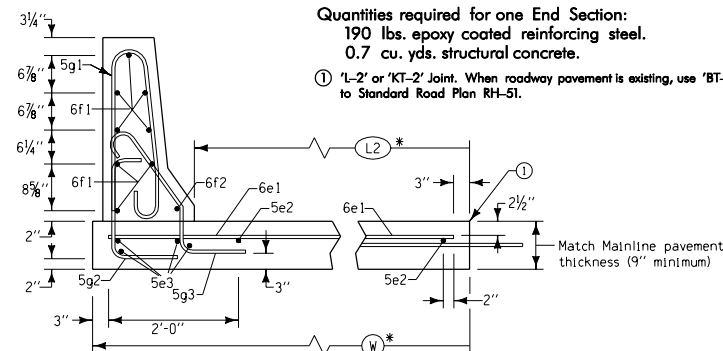 Quantities required for one End Section:
190 lbs. epoxy coated reinforcing steel.
0.7 cu. yds. structural concrete.
① 'L–2' or 'KT–2' Joint. When roadway pavement is existing, use 'BT-
to Standard Road Plan RH–51.
3¼"
6⅞"
5g1
6⅞"
6f1
6¼"
L2 *
6f1
8⅝"
6f2
3"
①
6e1
5e2
6e1
2½"
2"
Match Mainline pavement
thickness (9" minimum)
5e2
5g2
5e3
5g3
2"
3"
2"
3"
2'-0"
W *